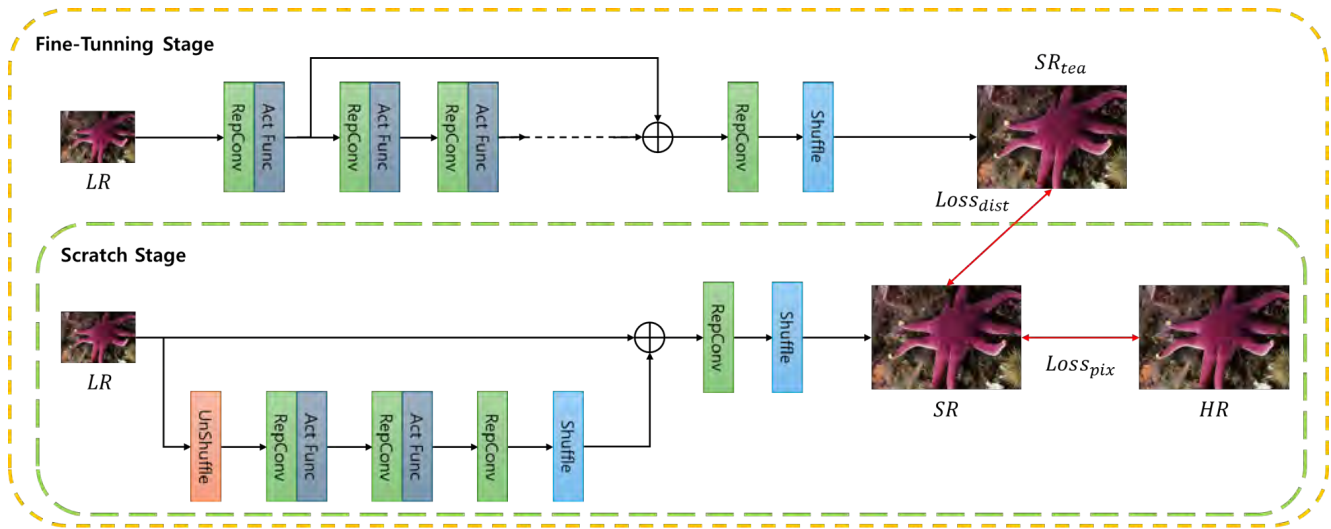 Fine-Tunning Stage
LR
RepConv
Act Func
RepConv
Act Func
RepConv
Act Func
RepConv
Shuffle
SR_tea
Loss_dist
Scratch Stage
LR
UnShuffle
RepConv
Act Func
RepConv
Act Func
RepConv
Shuffle
RepConv
Shuffle
SR
Loss_pix
HR